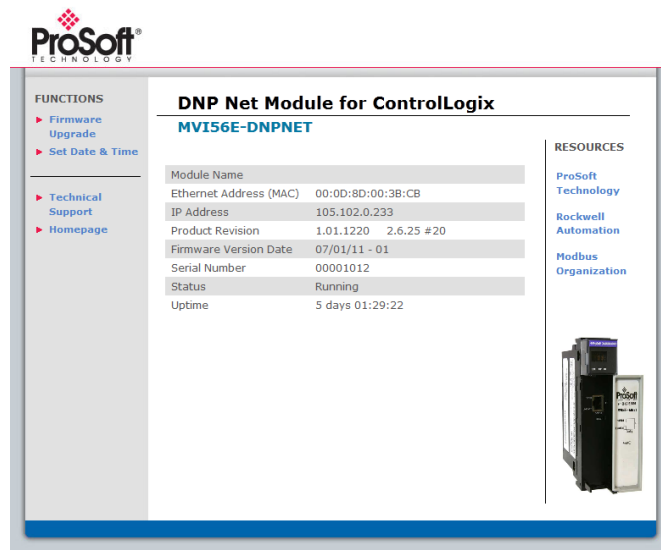 ProSoft®
TECHNOLOGY
FUNCTIONS
Firmware
Upgrade
Set Date & Time
Technical
Support
Homepage
DNP Net Module for ControlLogix
MVI56E-DNPNET
Module Name
Ethernet Address (MAC) 00:0D:8D:00:3B:CB
IP Address 105.102.0.233
Product Revision 1.01.1220 2.6.25 #20
Firmware Version Date 07/01/11 - 01
Serial Number 00001012
Status Running
Uptime 5 days 01:29:22
RESOURCES
ProSoft
Technology
Rockwell
Automation
Modbus
Organization
ProSoft